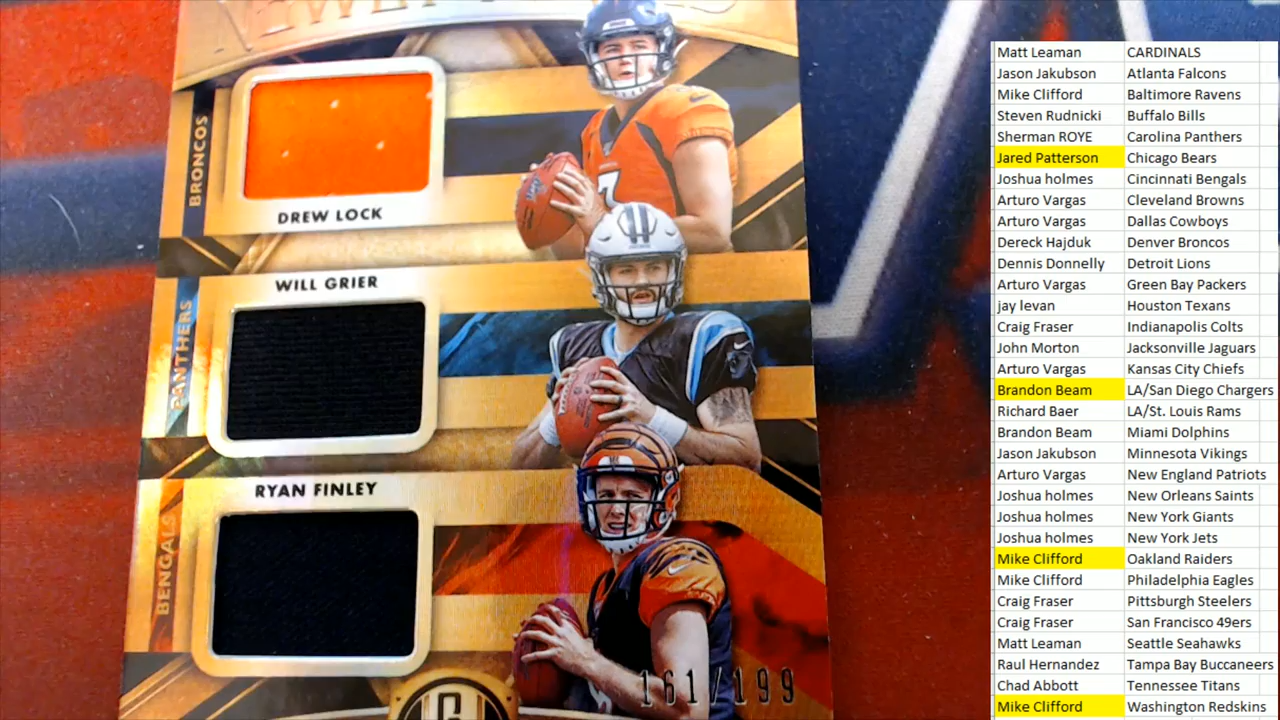 BRONCOS
DREW LOCK
WILL GRIER
PANTHERS
RYAN FINLEY
BENGALS
161/199
Matt Leaman CARDINALS
Jason Jakubson Atlanta Falcons
Mike Clifford Baltimore Ravens
Steven Rudnicki Buffalo Bills
Sherman ROYE Carolina Panthers
Jared Patterson Chicago Bears
Joshua holmes Cincinnati Bengals
Arturo Vargas Cleveland Browns
Arturo Vargas Dallas Cowboys
Dereck Hajduk Denver Broncos
Dennis Donnelly Detroit Lions
Arturo Vargas Green Bay Packers
jay levan Houston Texans
Craig Fraser Indianapolis Colts
John Morton Jacksonville Jaguars
Arturo Vargas Kansas City Chiefs
Brandon Beam LA/San Diego Chargers
Richard Baer LA/St. Louis Rams
Brandon Beam Miami Dolphins
Jason Jakubson Minnesota Vikings
Arturo Vargas New England Patriots
Joshua holmes New Orleans Saints
Joshua holmes New York Giants
Joshua holmes New York Jets
Mike Clifford Oakland Raiders
Mike Clifford Philadelphia Eagles
Craig Fraser Pittsburgh Steelers
Craig Fraser San Francisco 49ers
Matt Leaman Seattle Seahawks
Raul Hernandez Tampa Bay Buccaneers
Chad Abbott Tennessee Titans
Mike Clifford Washington Redskins